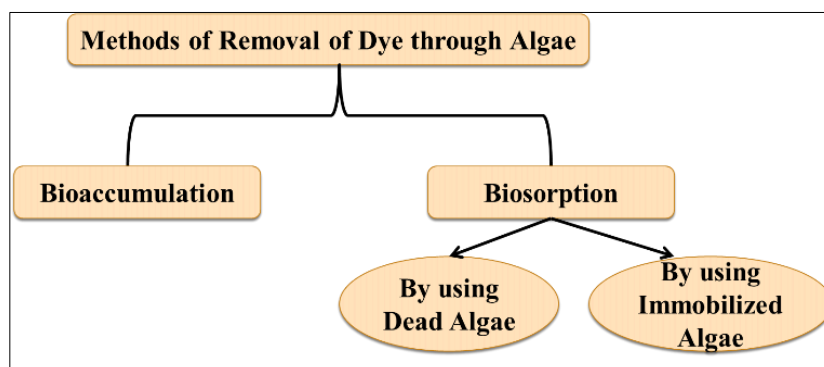 Methods of Removal of Dye through Algae
Bioaccumulation
Biosorption
By using
Dead Algae
By using
Immobilized
Algae